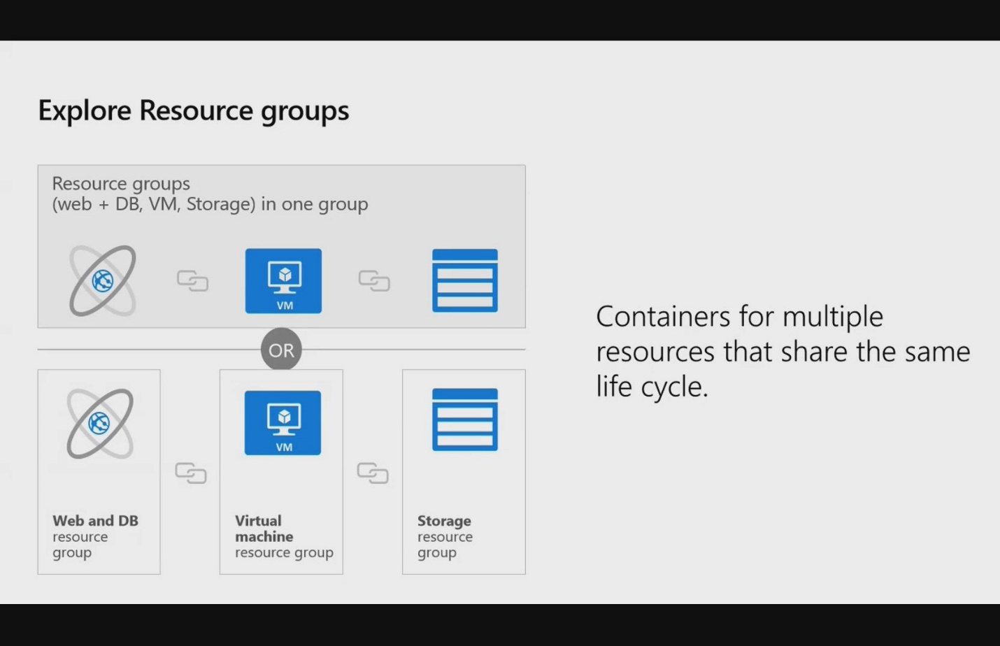 Explore Resource groups
Resource groups
(web + DB, VM, Storage) in one group
VM
OR
VM
Web and DB
resource
group
Virtual
machine
resource group
Storage
resource
group
Containers for multiple
resources that share the same
life cycle.